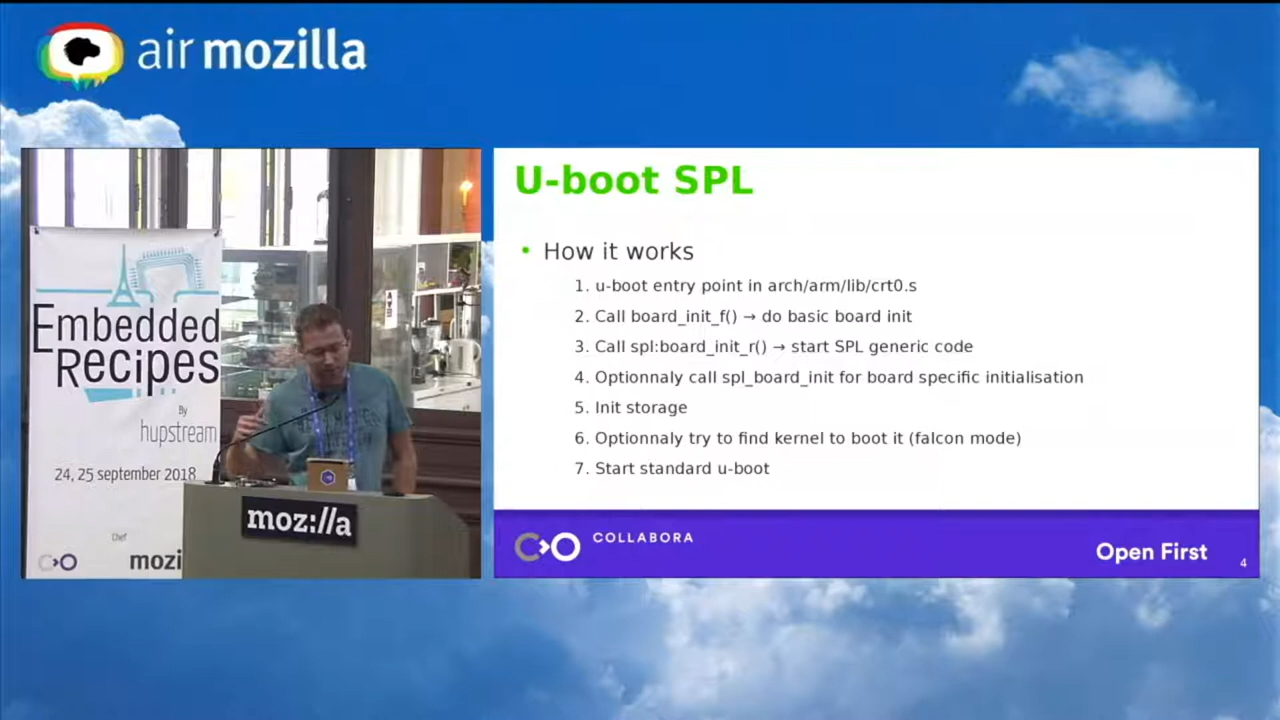 air mozilla
Embedded
Recipes
By
hupstream
24, 25 september 2018
Chef
mozi
moz://a
U-boot SPL
• How it works
1. u-boot entry point in arch/arm/lib/crt0.s
2. Call board_init_f() → do basic board init
3. Call spl:board_init_r() → start SPL generic code
4. Optionnaly call spl_board_init for board specific initialisation
5. Init storage
6. Optionnaly try to find kernel to boot it (falcon mode)
7. Start standard u-boot
COLLABORA
Open First
4